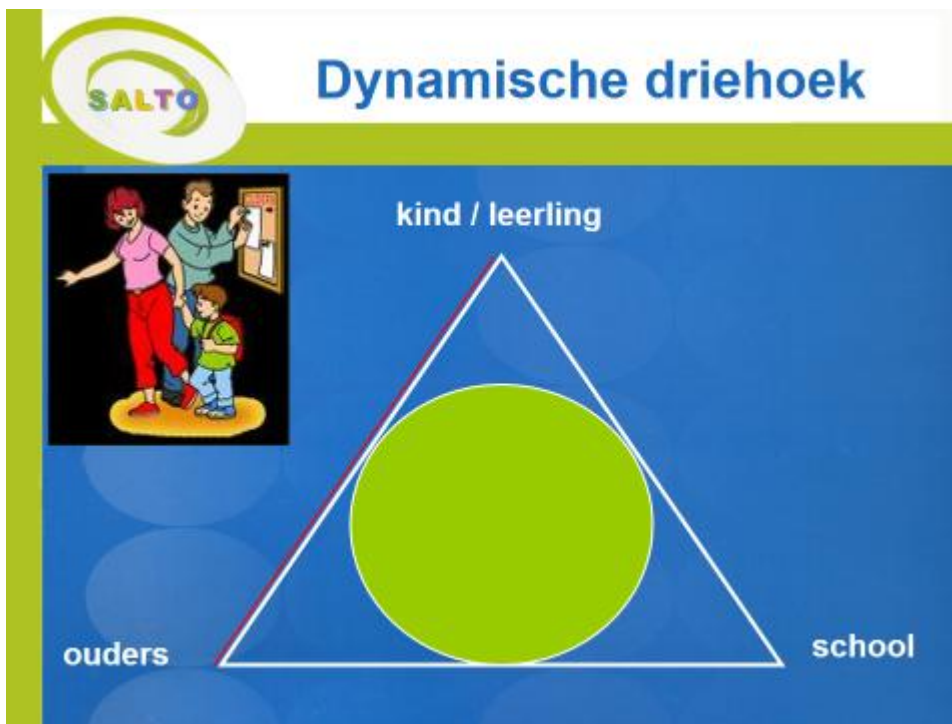 SALTO
Dynamische driehoek
kind / leerling
ouders
school